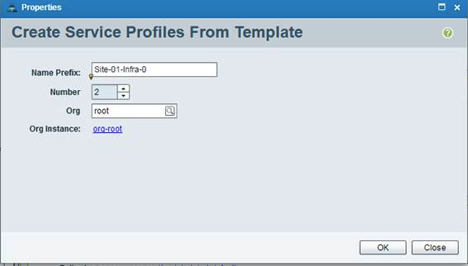 Properties
Create Service Profiles From Template
Name Prefix: Site-01-Infra-0
Number 2
Org root
Org Instance: org-root
OK Close